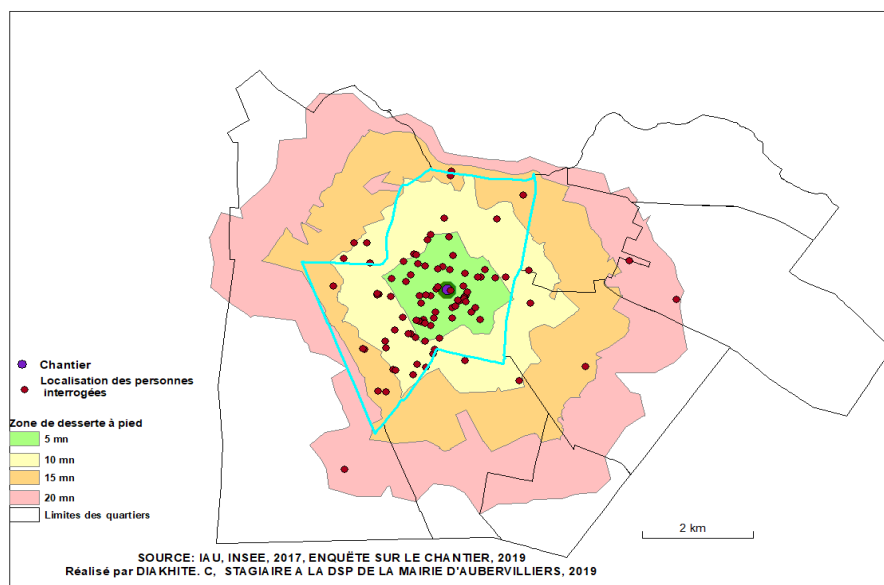 Chantier
Localisation des personnes
interrogées
Zone de desserte à pied
5 mn
10 mn
15 mn
20 mn
Limites des quartiers
2 km
SOURCE: IAU, INSEE, 2017, ENQUÊTE SUR LE CHANTIER, 2019
Réalisé par DIAKHITE. C, STAGIAIRE A LA DSP DE LA MAIRIE D'AUBERVILLIERS, 2019